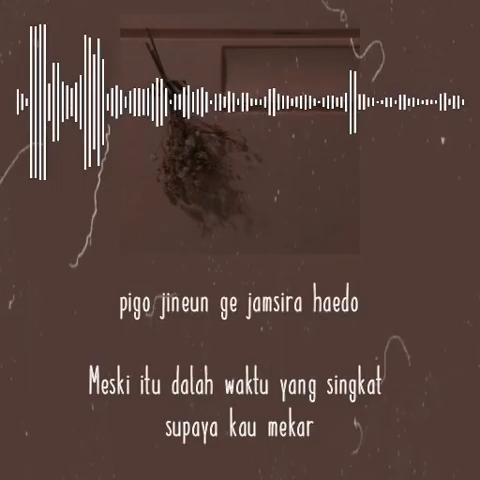 pigo jineun ge jamsira haedo
Meski itu dalah waktu yang singkat
supaya kau mekar